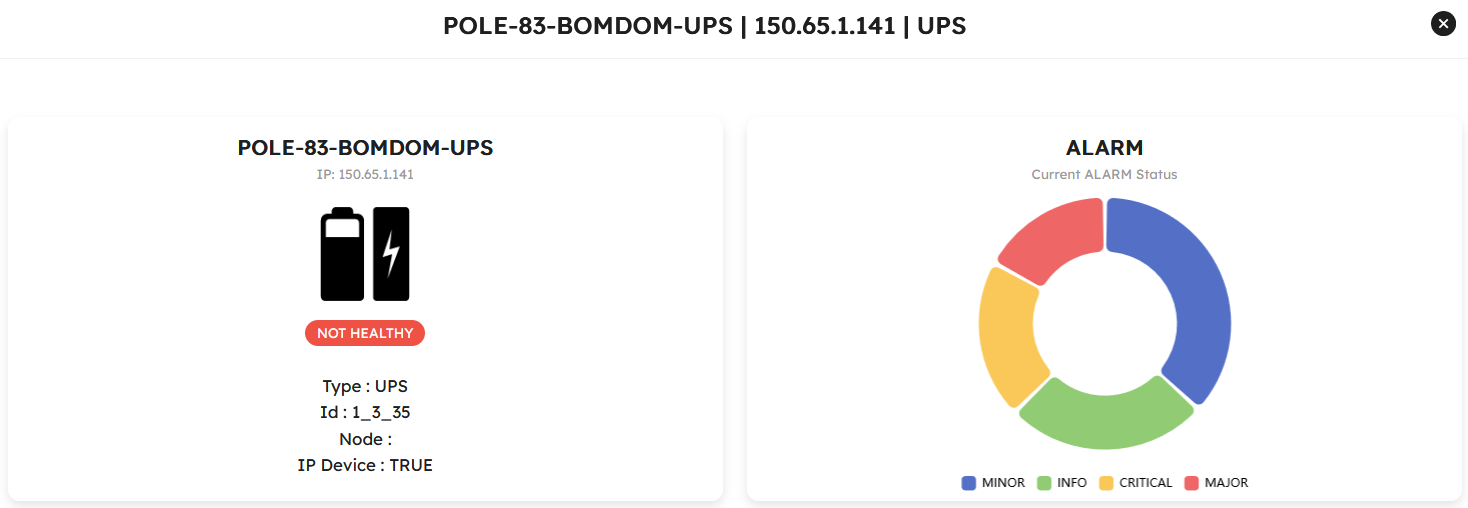 POLE-83-BOMDOM-UPS | 150.65.1.141 | UPS
POLE-83-BOMDOM-UPS
IP: 150.65.1.141
NOT HEALTHY
Type : UPS
Id : 1_3_35
Node :
IP Device : TRUE
ALARM
Current ALARM Status
MINOR INFO CRITICAL MAJOR